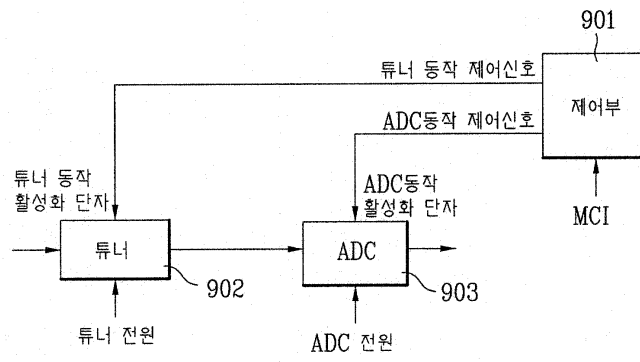 901
튜너 동작 제어신호
제어부
ADC동작 제어신호
튜너 동작
활성화 단자
ADC동작
활성화 단자
MCI
튜너
902
ADC
903
튜너 전원
ADC 전원